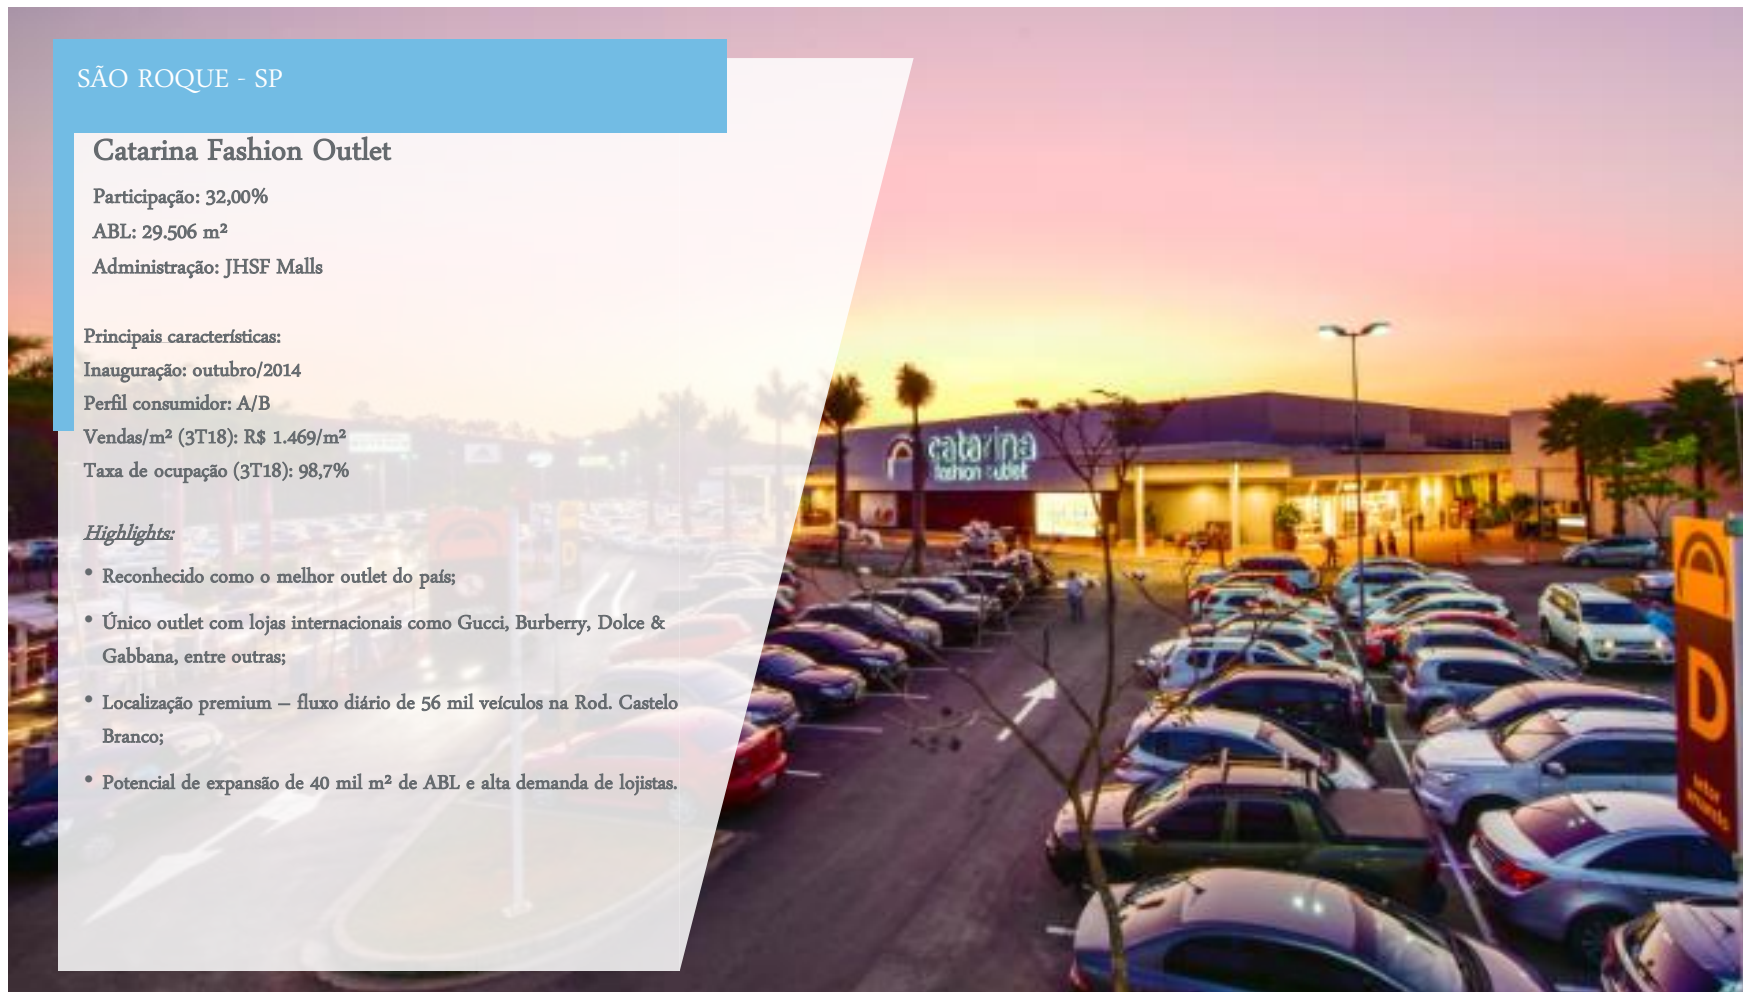 SÃO ROQUE - SP
Catarina Fashion Outlet
Participação: 32,00%
ABL: 29.506 m²
Administração: JHSF Malls
Principais características:
Inauguração: outubro/2014
Perfil consumidor: A/B
Vendas/m² (3T18): R$ 1.469/m²
Taxa de ocupação (3T18): 98,7%
Highlights:
• Reconhecido como o melhor outlet do país;
• Único outlet com lojas internacionais como Gucci, Burberry, Dolce &
Gabbana, entre outras;
• Localização premium – fluxo diário de 56 mil veículos na Rod. Castelo
Branco;
• Potencial de expansão de 40 mil m² de ABL e alta demanda de lojistas.
catarina
fashion outlet
D
D